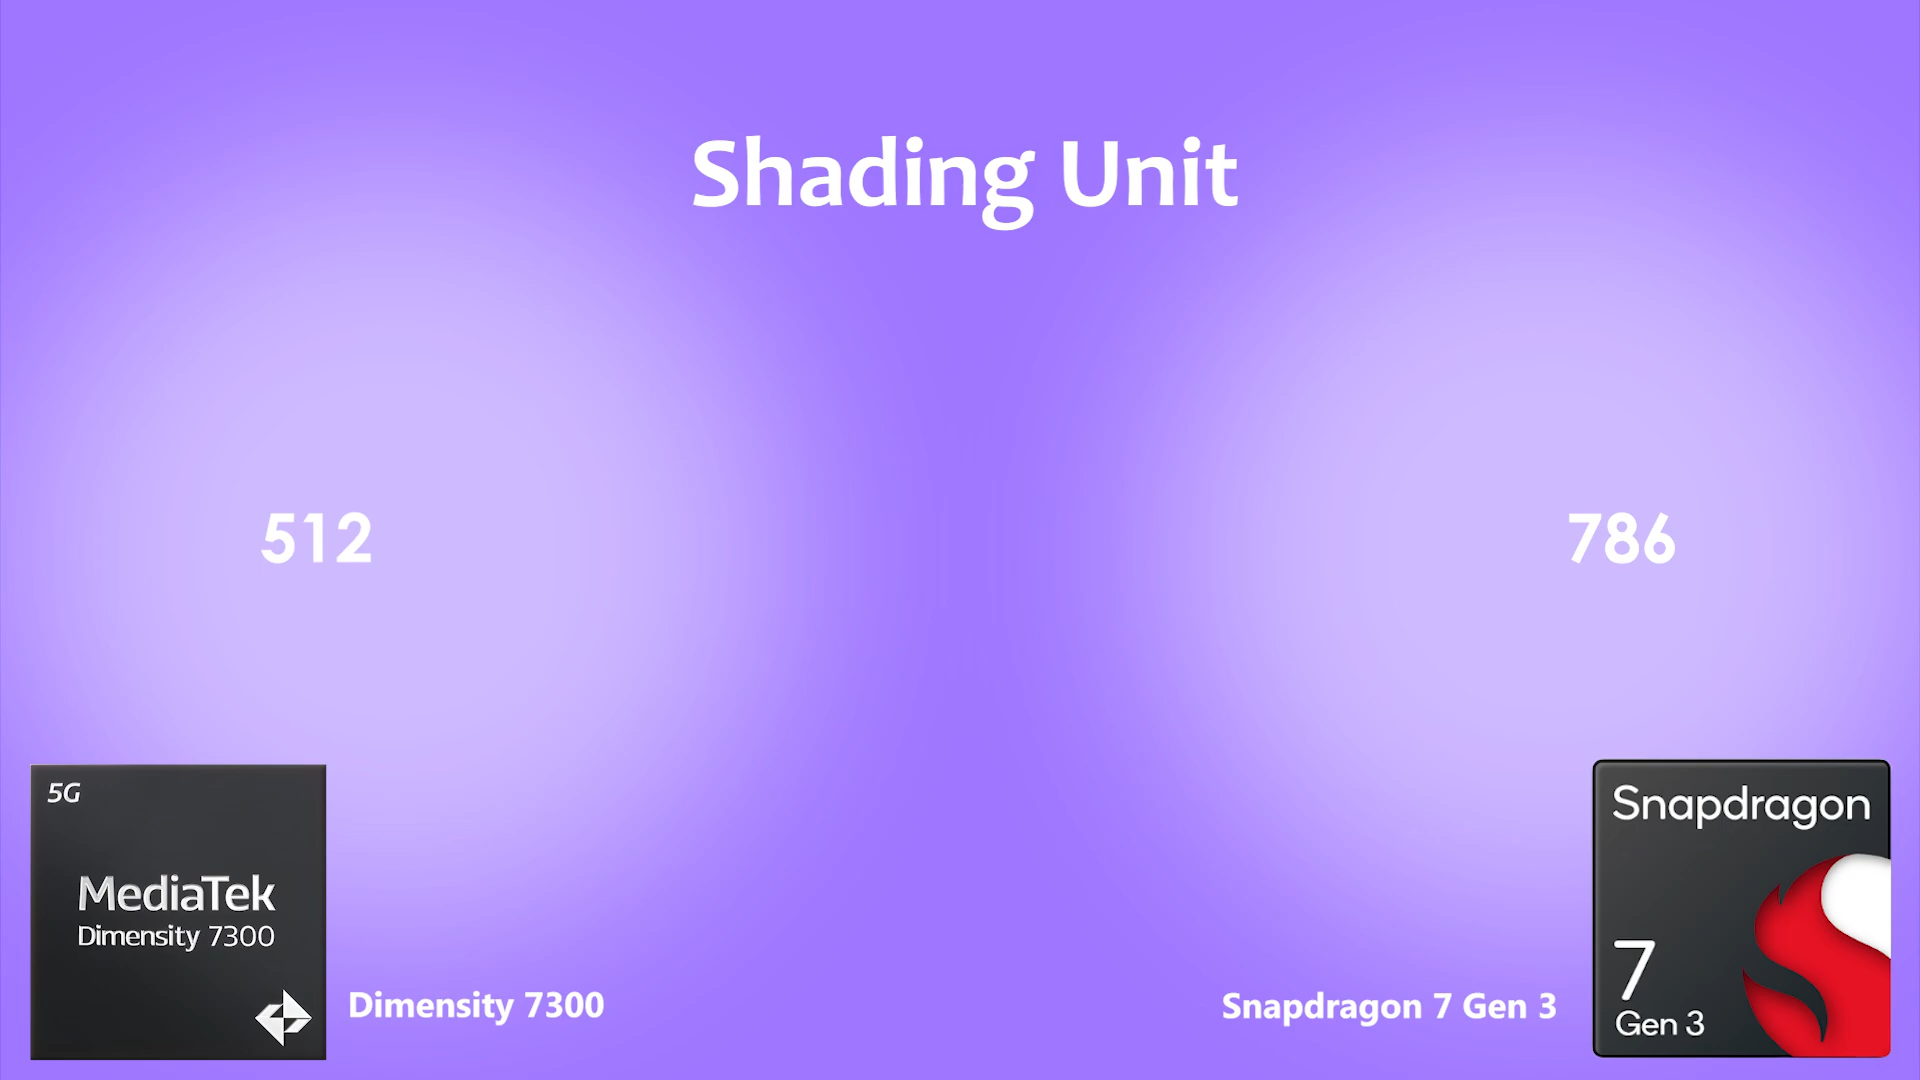 Shading Unit
512
786
5G
MediaTek
Dimensity 7300
Dimensity 7300
Snapdragon 7 Gen 3
Snapdragon
7
Gen 3